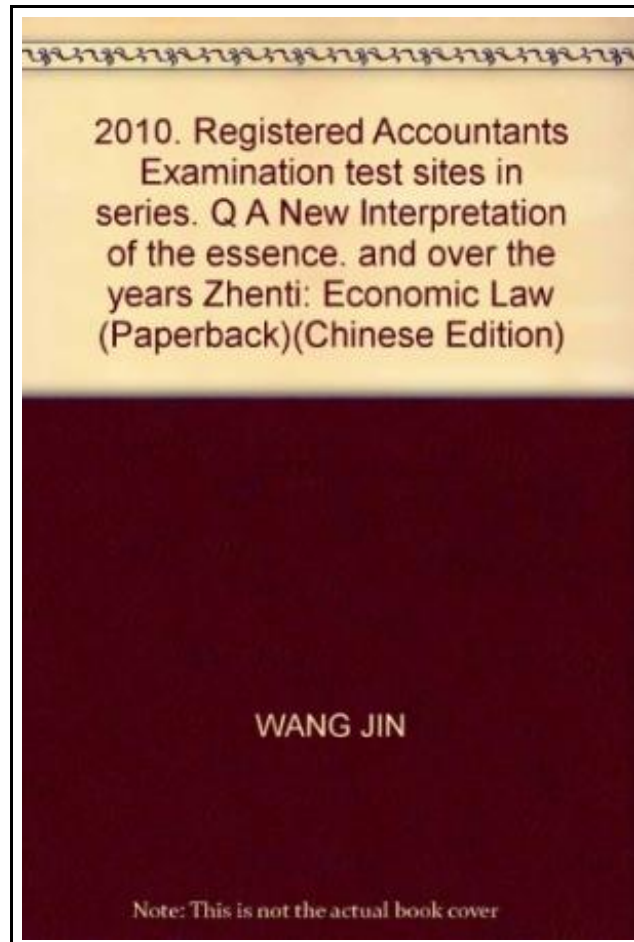 2010. Registered Accountants
Examination test sites in
series. Q A New Interpretation
of the essence. and over the
years Zhenti: Economic Law
(Paperback)(Chinese Edition)
WANG JIN
Note: This is not the actual book cover